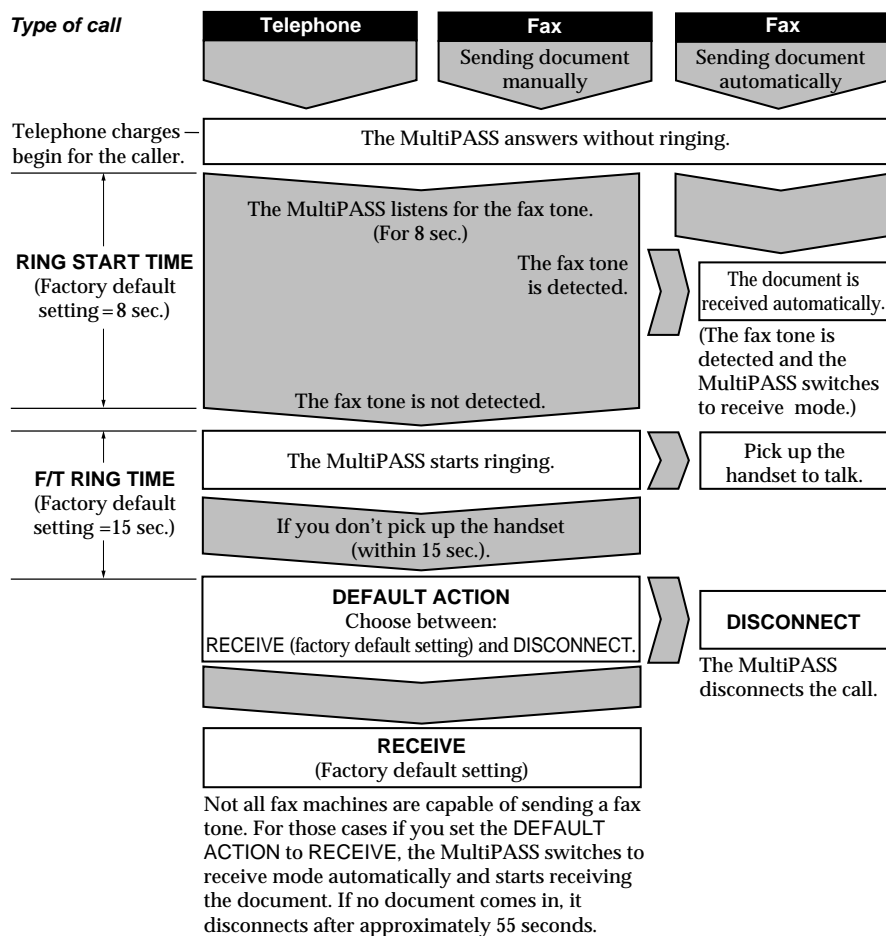 Type of call
Telephone
Fax
Sending document
manually
Fax
Sending document
automatically
Telephone charges
begin for the caller.
The MultiPASS answers without ringing.
RING START TIME
(Factory default
setting=8 sec.)
The MultiPASS listens for the fax tone.
(For 8 sec.)
The fax tone
is detected.
The document is
received automatically.
(The fax tone is
detected and the
MultiPASS switches
to receive mode.)
The fax tone is not detected.
F/T RING TIME
(Factory default
setting =15 sec.)
The MultiPASS starts ringing.
Pick up the
handset to talk.
If you don't pick up the handset
(within 15 sec.).
DEFAULT ACTION
Choose between:
RECEIVE (factory default setting) and DISCONNECT.
DISCONNECT
The MultiPASS
disconnects the call.
RECEIVE
(Factory default setting)
Not all fax machines are capable of sending a fax
tone. For those cases if you set the DEFAULT
ACTION to RECEIVE, the MultiPASS switches to
receive mode automatically and starts receiving
the document. If no document comes in, it
disconnects after approximately 55 seconds.